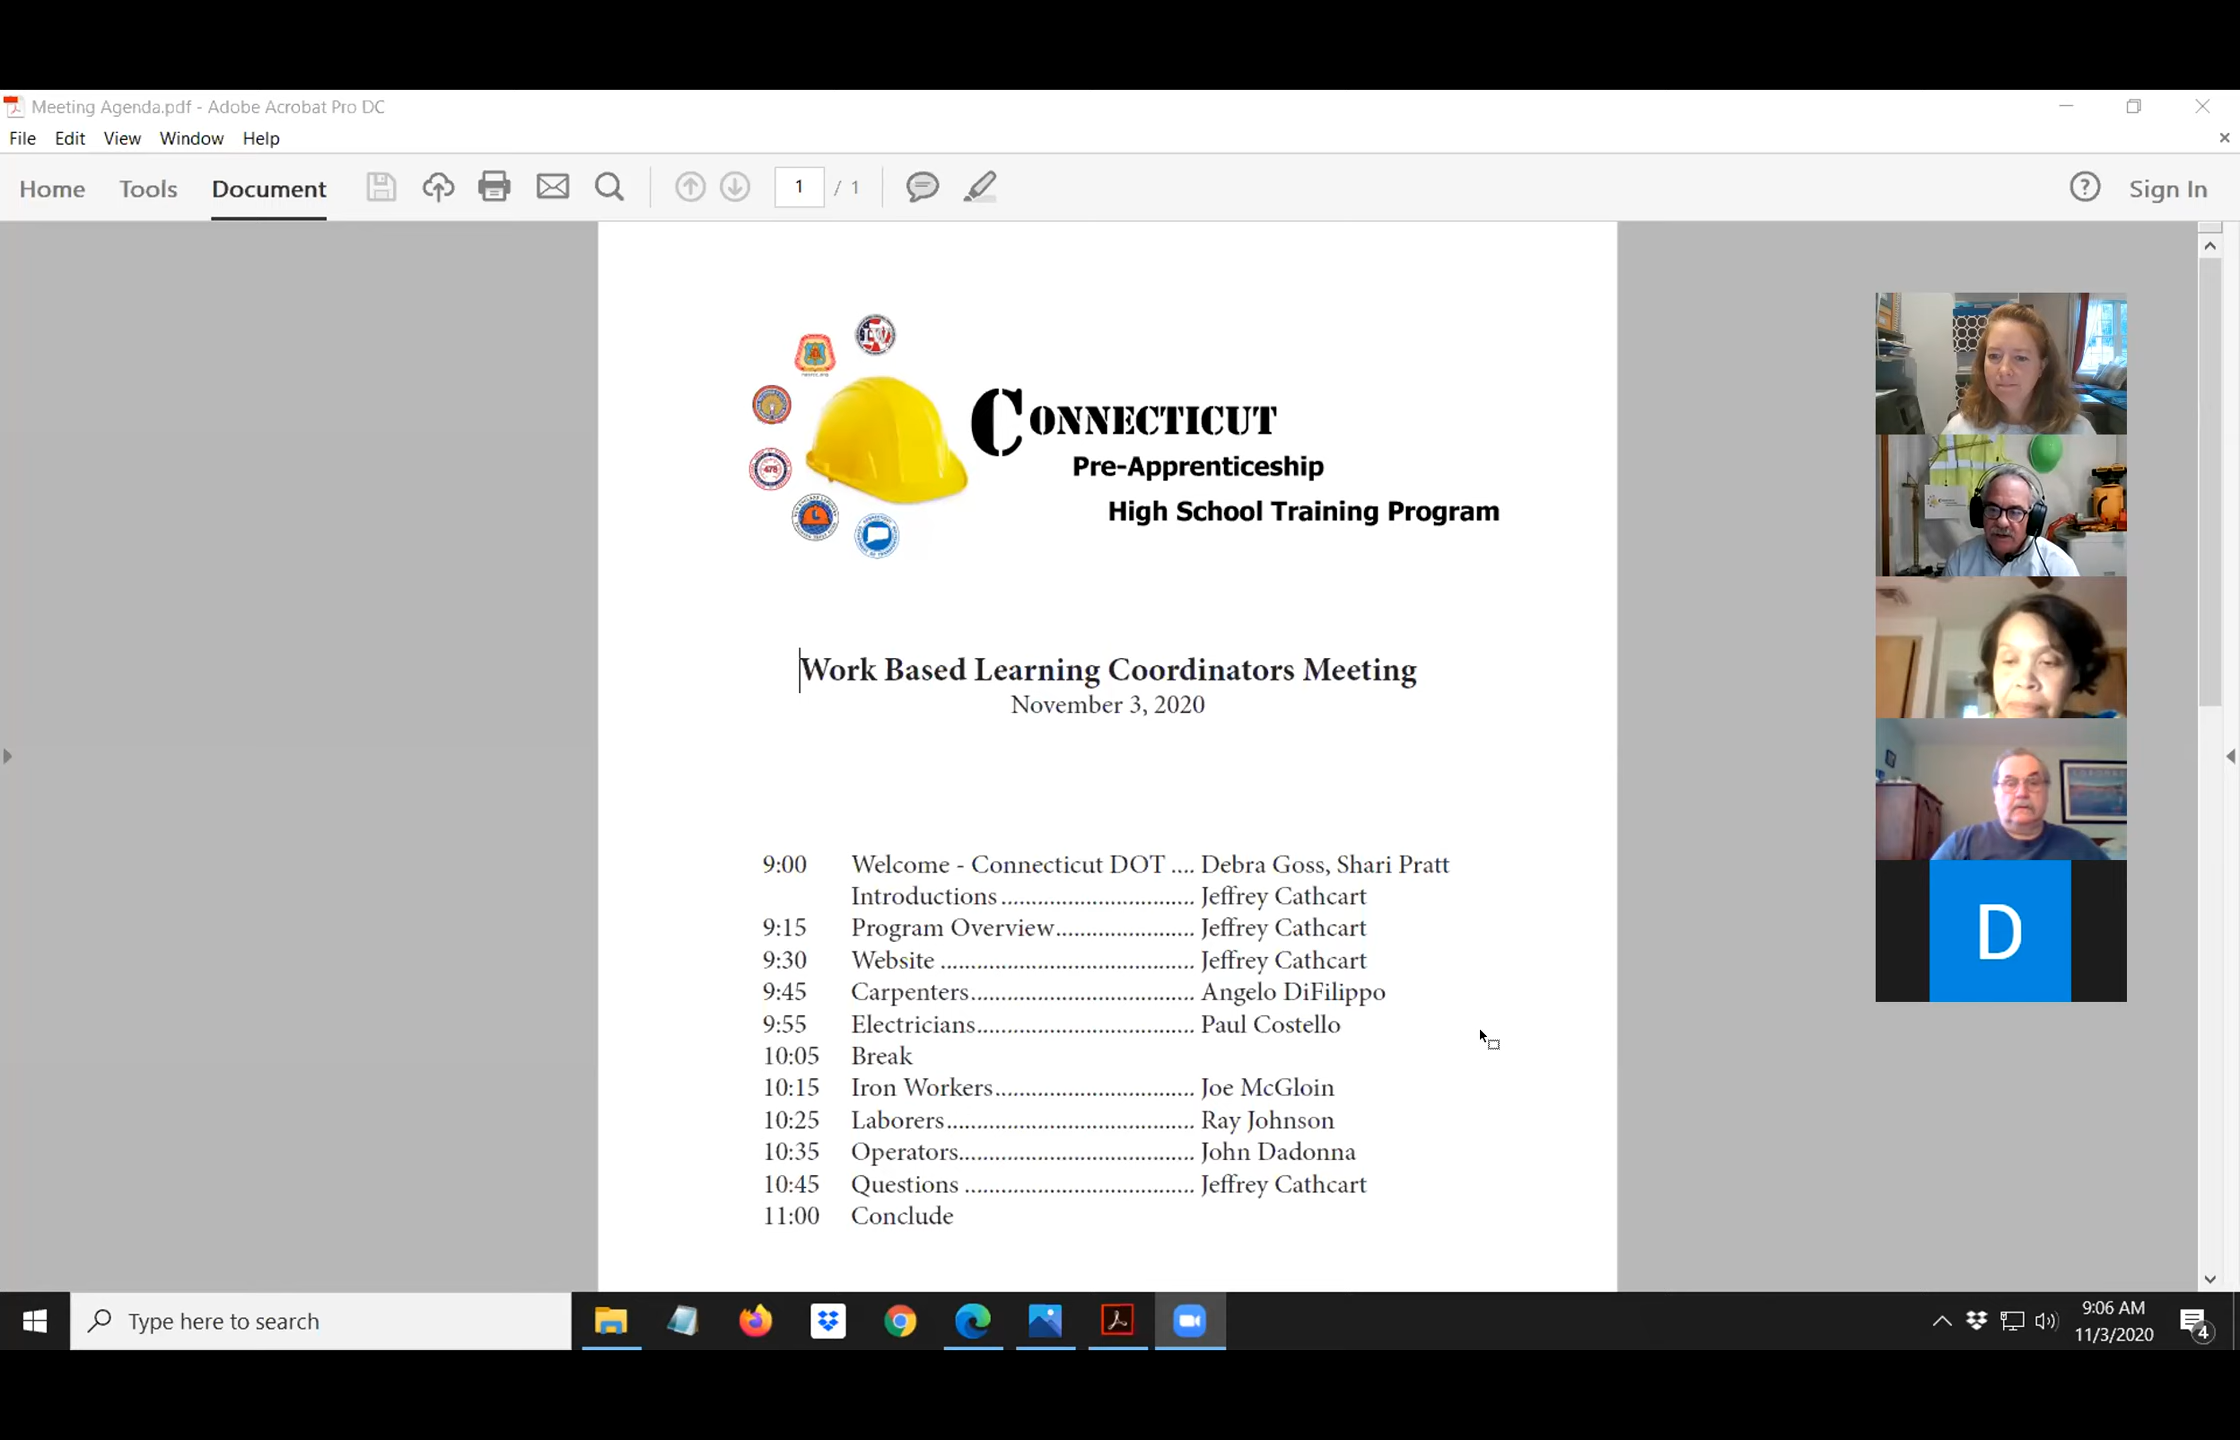 Meeting Agenda.pdf - Adobe Acrobat Pro DC
File Edit View Window Help
Home Tools Document 1 / 1 Sign In
CONNECTICUT
Pre-Apprenticeship
High School Training Program
478
Work Based Learning Coordinators Meeting
November 3, 2020
9:00 Welcome - Connecticut DOT .... Debra Goss, Shari Pratt
Introductions ................................ Jeffrey Cathcart
9:15 Program Overview....................... Jeffrey Cathcart
9:30 Website .......................................... Jeffrey Cathcart
9:45 Carpenters..................................... Angelo DiFilippo
9:55 Electricians.................................... Paul Costello
10:05 Break
10:15 Iron Workers................................. Joe McGloin
10:25 Laborers......................................... Ray Johnson
10:35 Operators....................................... John Dadonna
10:45 Questions ...................................... Jeffrey Cathcart
11:00 Conclude
D
Type here to search
9:06 AM
11/3/2020
4